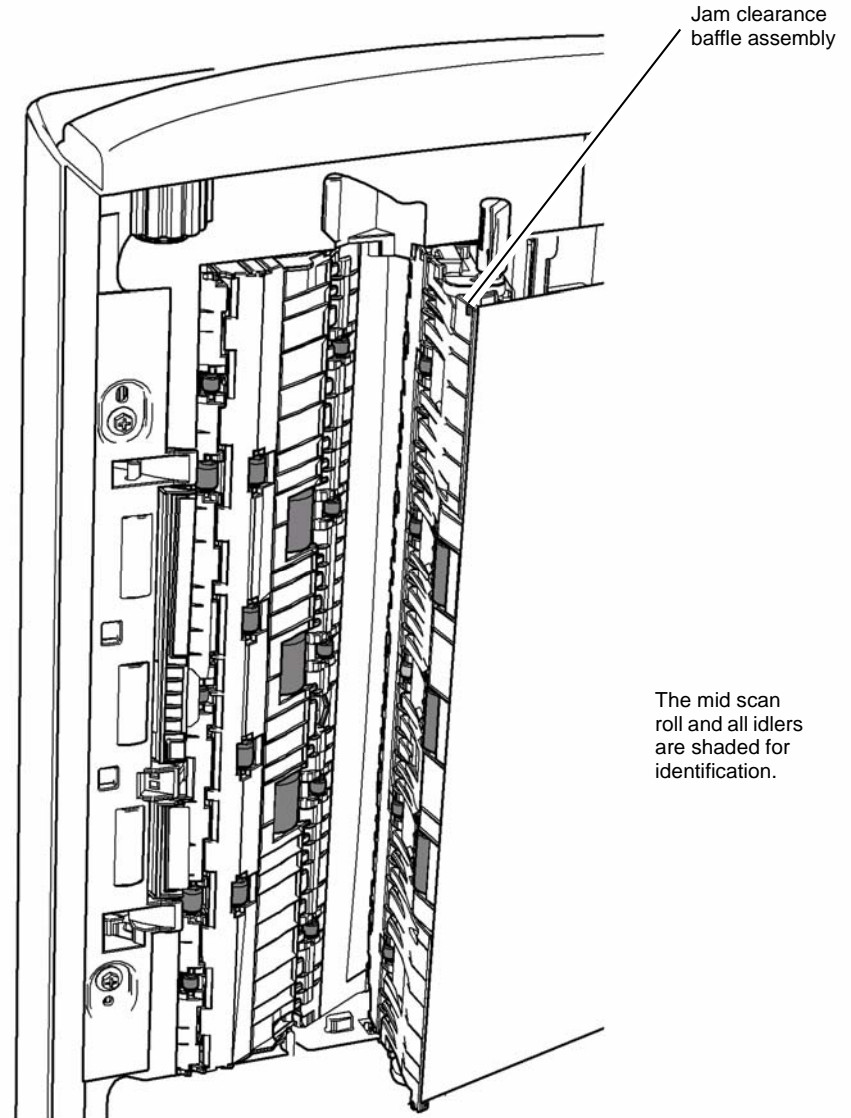 Jam clearance
baffle assembly
The mid scan
roll and all idlers
are shaded for
identification.